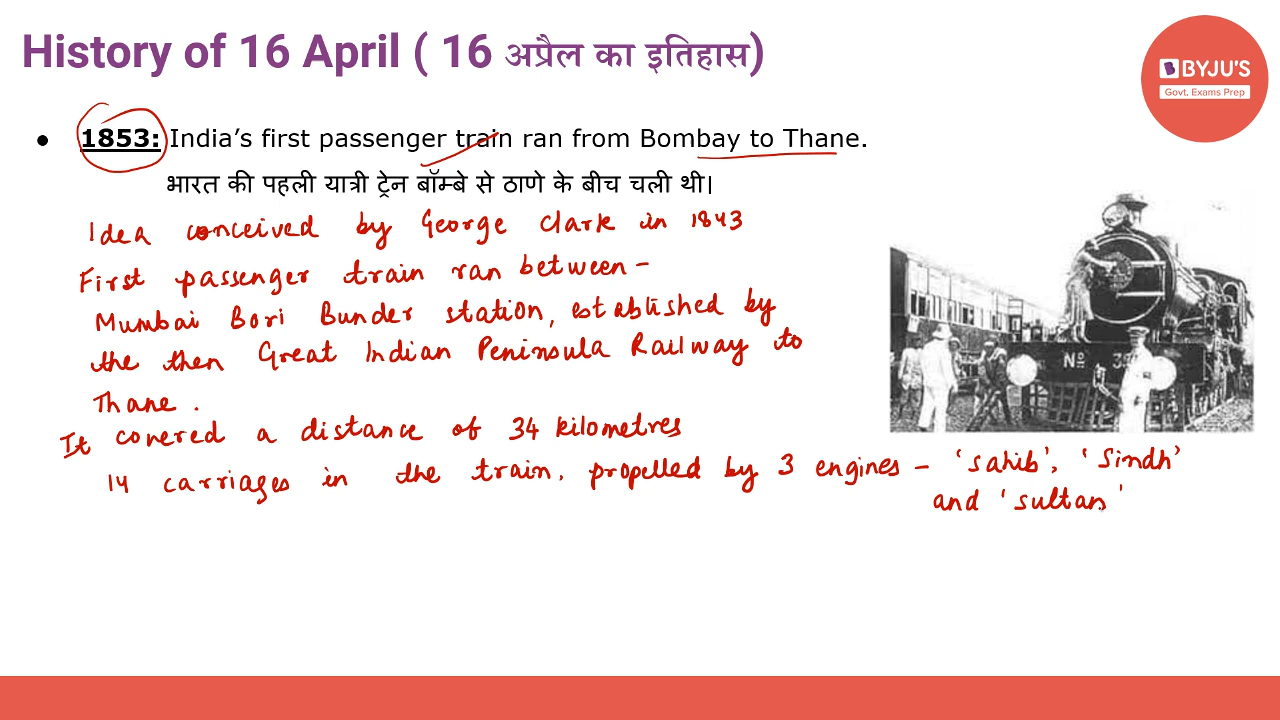 History of 16 April ( 16 अप्रैल का इतिहास)
BYJU'S
Govt. Exams Prep
● 1853: India's first passenger train ran from Bombay to Thane.
भारत की पहली यात्री ट्रेन बॉम्बे से ठाणे के बीच चली थी।
Idea conceived by George Clark in 1843
First passenger train ran between -
Mumbai Bori Bunder station, established by
the then Great Indian Peninsula Railway to
Thane.
It covered a distance of 34 kilometres
14 carriages in the train, propelled by 3 engines - 'Sahib', 'Sindh'
and 'Sultan'
Nº